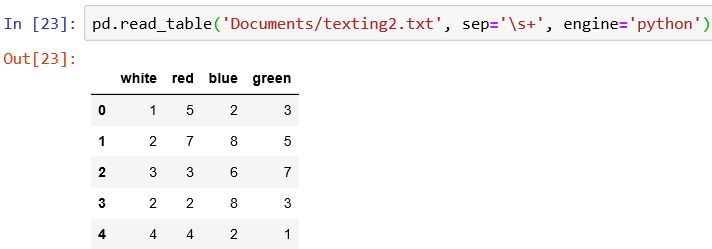 In [23]: pd.read_table('Documents/texting2.txt', sep='\s+', engine='python')
Out[23]:
white red blue green
0 1 5 2 3
1 2 7 8 5
2 3 3 6 7
3 2 2 8 3
4 4 4 2 1